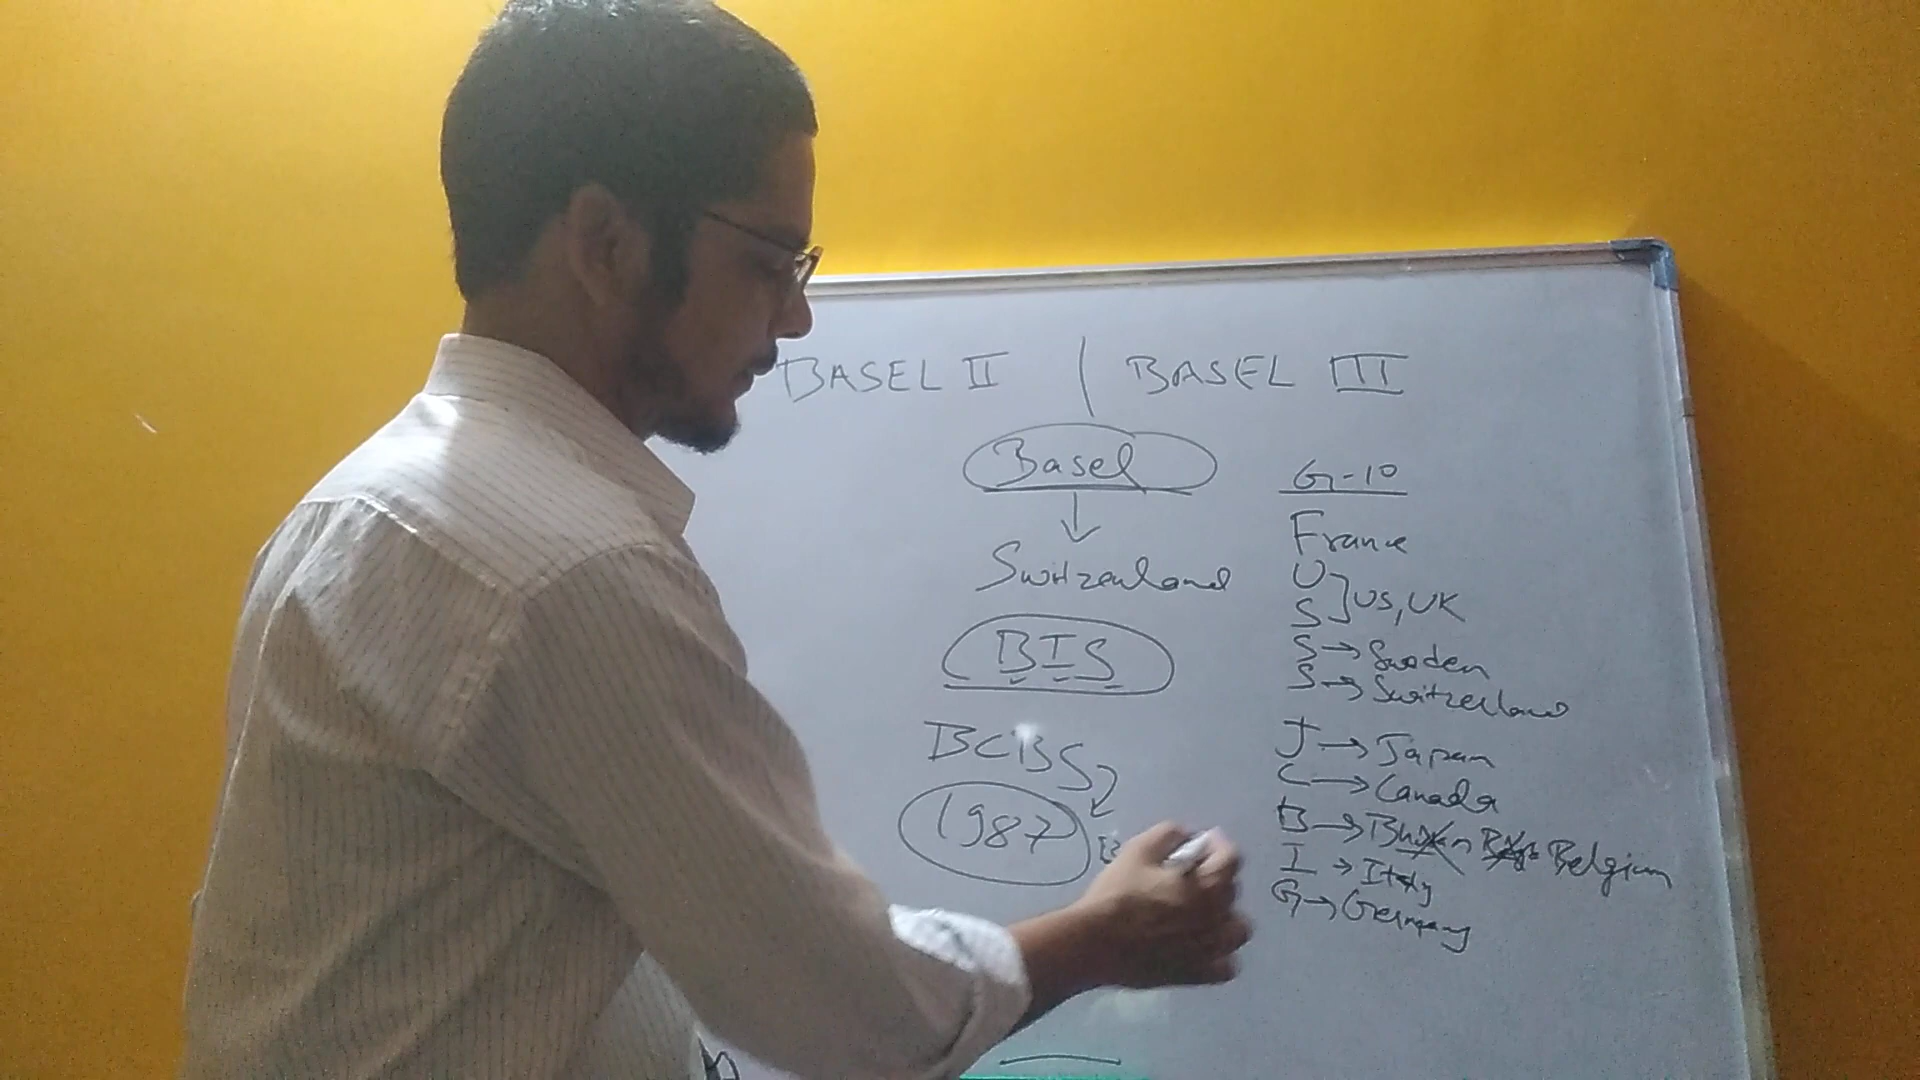 BASEL II | BASEL III
Basel
Switzerland
BIS
BCBS
1987
B
G-10
France
U
S } US, UK
S → Sweden
S → Switzerland
J → Japan
C → Canada
B → Belgium
I → Italy
G → Germany